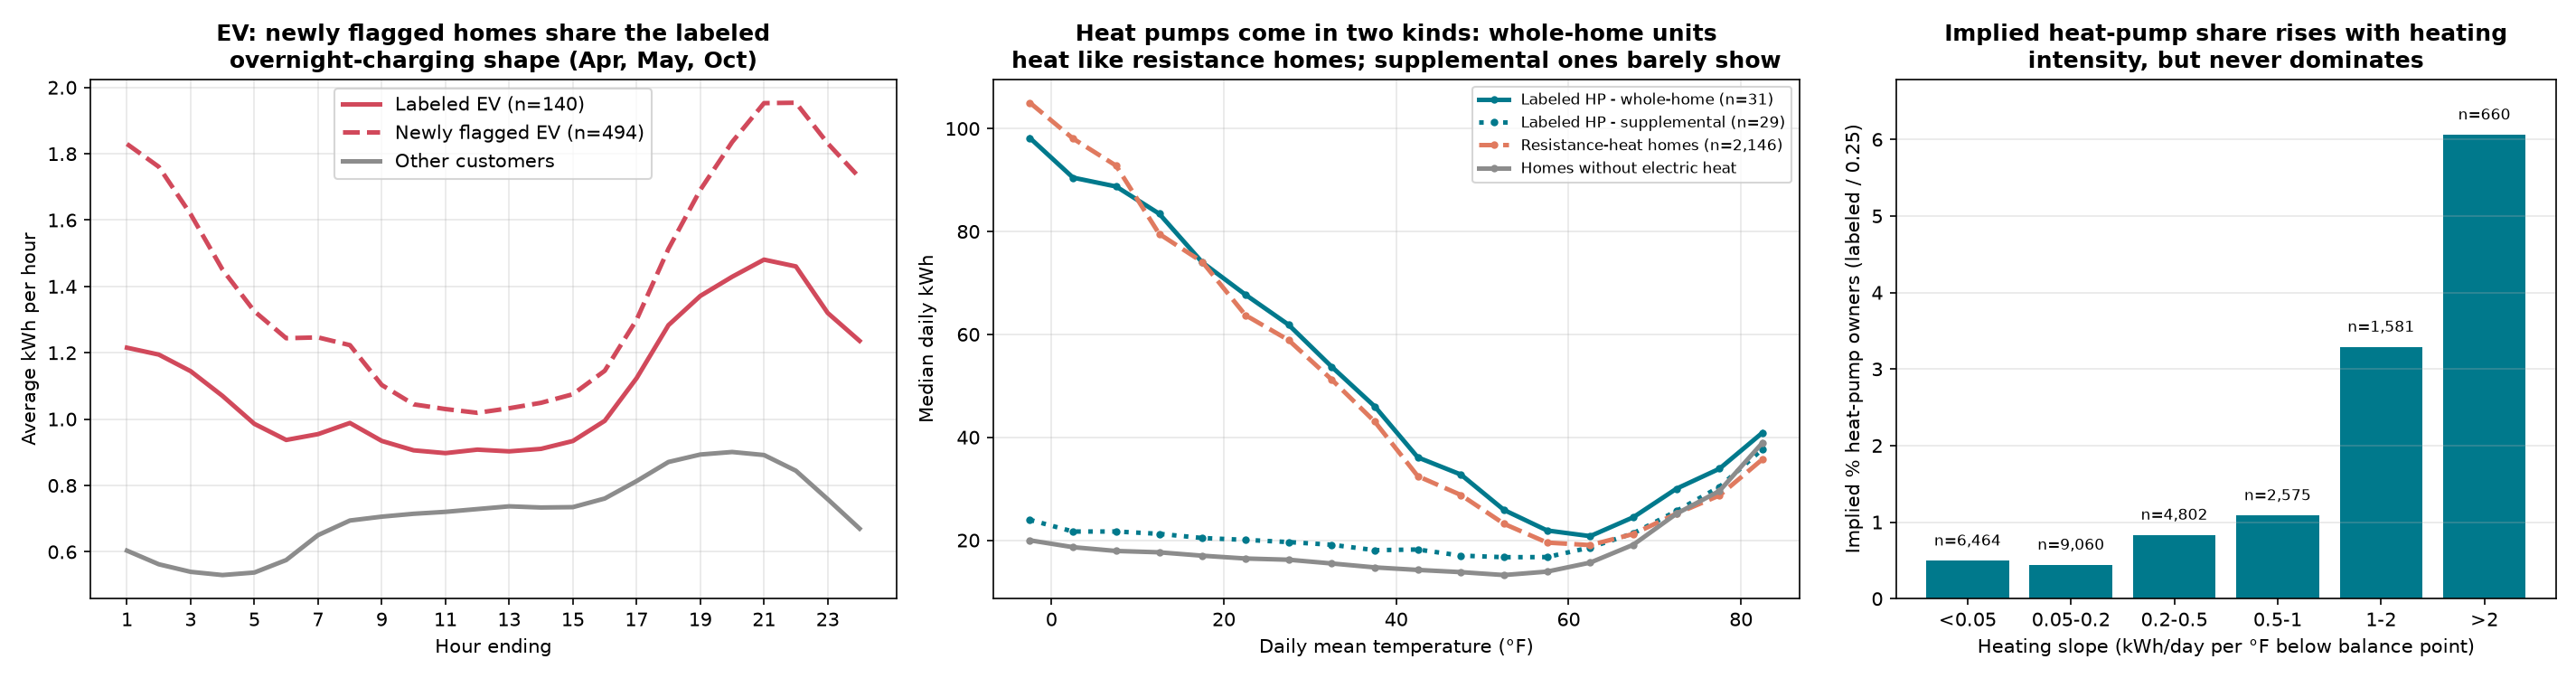 EV: newly flagged homes share the labeled
overnight-charging shape (Apr, May, Oct)
Average kWh per hour
2.0
1.8
1.6
1.4
1.2
1.0
0.8
0.6
Labeled EV (n=140)
Newly flagged EV (n=494)
Other customers
1 3 5 7 9 11 13 15 17 19 21 23
Hour ending
Heat pumps come in two kinds: whole-home units
heat like resistance homes; supplemental ones barely show
Median daily kWh
100
80
60
40
20
Labeled HP - whole-home (n=31)
Labeled HP - supplemental (n=29)
Resistance-heat homes (n=2,146)
Homes without electric heat
0 20 40 60 80
Daily mean temperature (°F)
Implied heat-pump share rises with heating
intensity, but never dominates
Implied % heat-pump owners (labeled / 0.25)
6
5
4
3
2
1
0
n=6,464
n=9,060
n=4,802
n=2,575
n=1,581
n=660
<0.05 0.05-0.2 0.2-0.5 0.5-1 1-2 >2
Heating slope (kWh/day per °F below balance point)